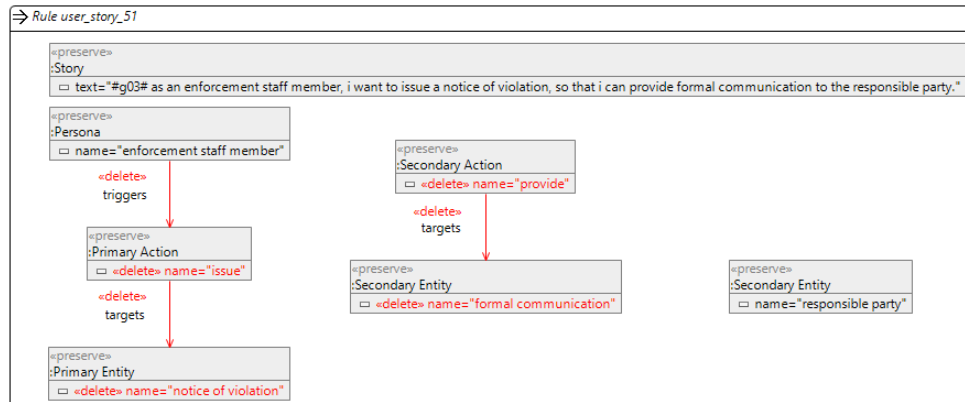 Rule user_story_51
«preserve»
:Story
text="#g03# as an enforcement staff member, i want to issue a notice of violation, so that i can provide formal communication to the responsible party."
«preserve»
:Persona
name="enforcement staff member"
«delete»
triggers
«preserve»
:Primary Action
«delete» name="issue"
«delete»
targets
«preserve»
:Primary Entity
«delete» name="notice of violation"
«preserve»
:Secondary Action
«delete» name="provide"
«delete»
targets
«preserve»
:Secondary Entity
«delete» name="formal communication"
«preserve»
:Secondary Entity
name="responsible party"